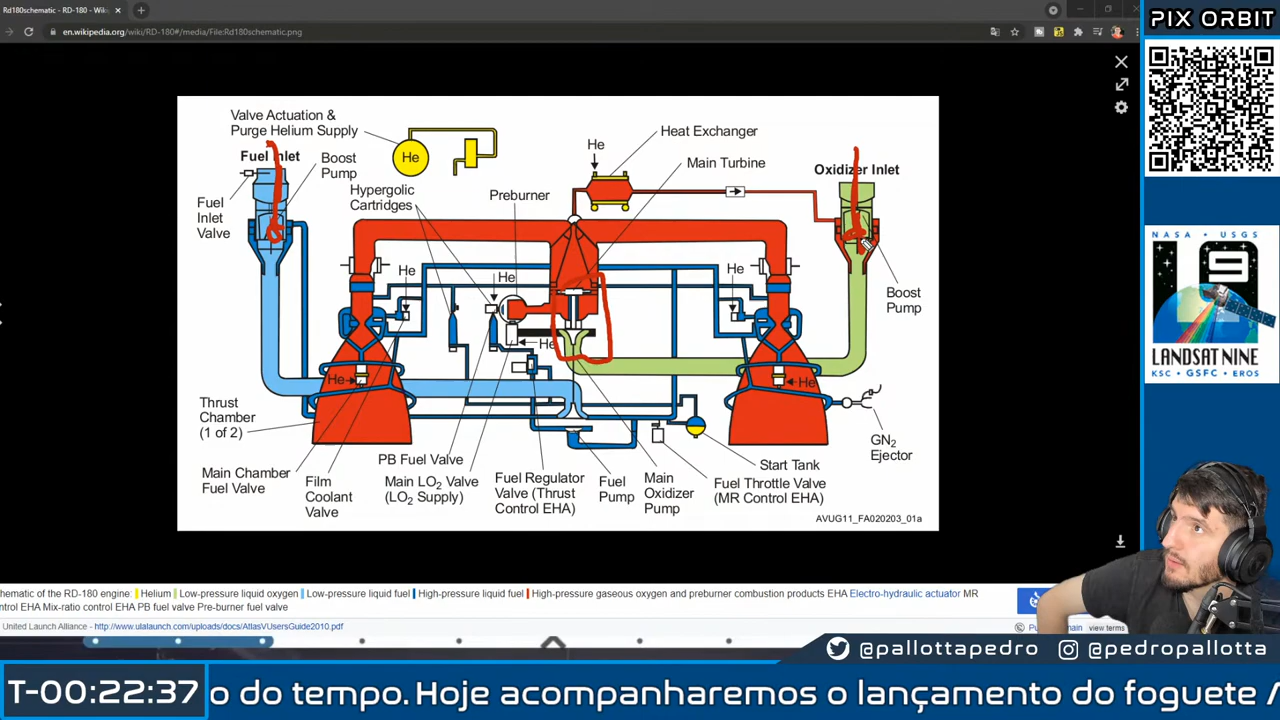 Rd180schematic.png - RD-180 - Wik
PIX ORBIT
en.wikipedia.org/wiki/RD-180#/media/File:Rd180schematic.png
Valve Actuation &
Purge Helium Supply
He
He
Heat Exchanger
Fuel Inlet
Boost
Pump
Main Turbine
Oxidizer Inlet
Hypergolic
Cartridges
Preburner
Fuel
Inlet
Valve
NASA · USGS
He
He
He
Boost
Pump
9
He
LANDSAT NINE
KSC · GSFC · EROS
He
He
Thrust
Chamber
(1 of 2)
GN2
Ejector
Main Chamber
Fuel Valve
Film
Coolant
Valve
PB Fuel Valve
Main LO2 Valve
(LO2 Supply)
Fuel Regulator
Valve (Thrust
Control EHA)
Fuel
Pump
Main
Oxidizer
Pump
Start Tank
Fuel Throttle Valve
(MR Control EHA)
AVUG11_FA020203_01a
hematic of the RD-180 engine: Helium Low-pressure liquid oxygen Low-pressure liquid fuel High-pressure liquid fuel High-pressure gaseous oxygen and preburner combustion products EHA Electro-hydraulic actuator MR
ntrol EHA Mix-ratio control EHA PB fuel valve Pre-burner fuel valve
United Launch Alliance - http://www.ulalaunch.com/uploads/docs/AtlasVUsersGuide2010.pdf
view terms
@pallottapedro
@pedropallotta
T-00:22:37
o do tempo. Hoje acompanharemos o lançamento do foguete